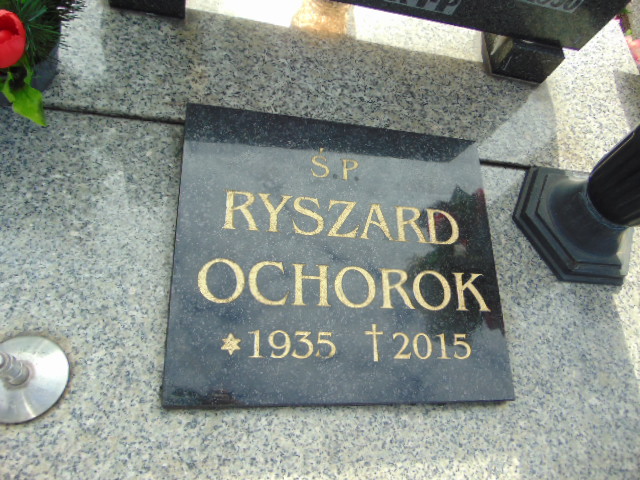 Ś.P.
RYSZARD
OCHOROK
*1935 †2015